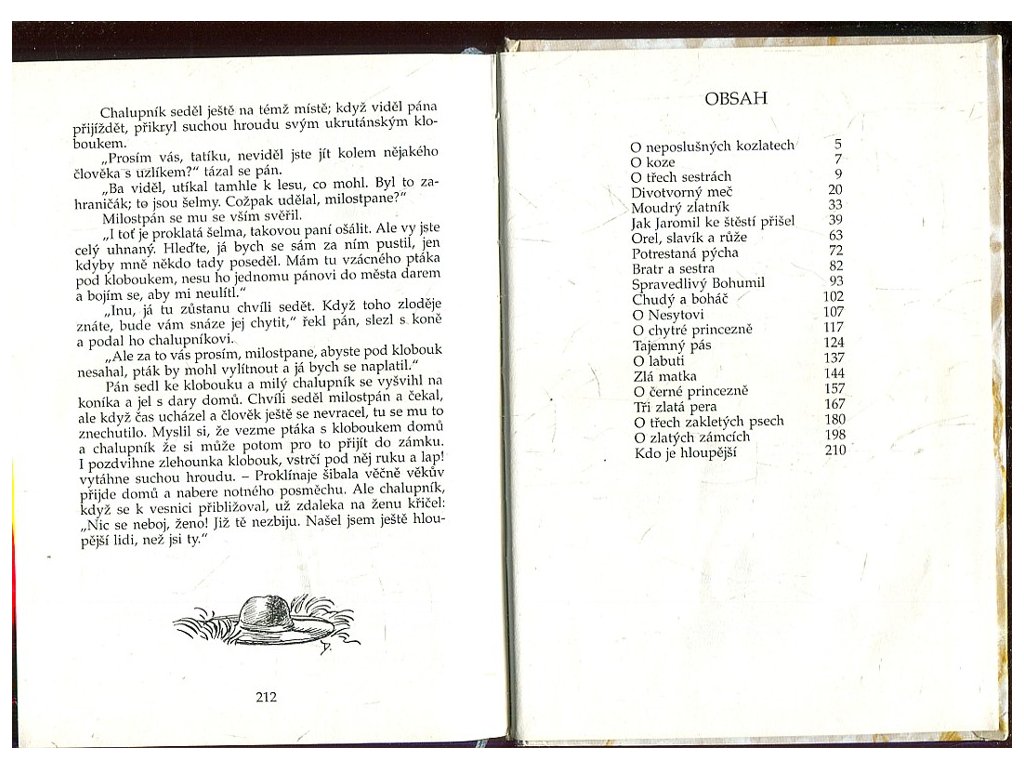 Chalupník seděl ještě na témž místě; když viděl pána
přijíždět, přikryl suchou hroudu svým ukrutánským klo-
boukem.
„Prosím vás, tatíku, neviděl jste jít kolem nějakého
člověka s uzlíkem?“ tázal se pán.
„Ba viděl, utíkal tamhle k lesu, co mohl. Byl to za-
hraničák; to jsou šelmy. Cožpak udělal, milostpane?“
Milostpán se mu se vším svěřil.
„I toť je proklatá šelma, takovou paní ošálit. Ale vy jste
celý uhnaný. Hleďte, já bych se sám za ním pustil, jen
kdyby mně někdo tady poseděl. Mám tu vzácného ptáka
pod kloboukem, nesu ho jednomu pánovi do města darem
a bojím se, aby mi neulítl.“
„Inu, já tu zůstanu chvíli sedět. Když toho zloděje
znáte, bude vám snáze jej chytit,“ řekl pán, slezl s koně
a podal ho chalupníkovi.
„Ale za to vás prosím, milostpane, abyste pod klobouk
nesahal, pták by mohl vylítnout a já bych se naplatil.“
Pán sedl ke klobouku a milý chalupník se vyšvihl na
koníka a jel s dary domů. Chvíli seděl milostpán a čekal,
ale když čas ucházel a člověk ještě se nevracel, tu se mu to
znechutilo. Myslil si, že vezme ptáka s kloboukem domů
a chalupník že si může potom pro to přijít do zámku.
I pozdvihne zlehounka klobouk, vstrčí pod něj ruku a lap!
vytáhne suchou hroudu. – Proklínaje šibala věčně věkův
přijde domů a nabere notného posměchu. Ale chalupník,
když se k vesnici přibližoval, už zdaleka na ženu křičel:
„Nic se neboj, ženo! Již tě nezbiju. Našel jsem ještě hlou-
pější lidi, než jsi ty.“
212
OBSAH
O neposlušných kozlatech 5
O koze 7
O třech sestrách 9
Divotvorný meč 20
Moudrý zlatník 33
Jak Jaromil ke štěstí přišel 39
Orel, slavík a růže 63
Potrestaná pýcha 72
Bratr a sestra 82
Spravedlivý Bohumil 93
Chudý a boháč 102
O Nesytovi 107
O chytré princezně 117
Tajemný pás 124
O labuti 137
Zlá matka 144
O černé princezně 157
Tři zlatá pera 167
O třech zakletých psech 180
O zlatých zámcích 198
Kdo je hloupější 210